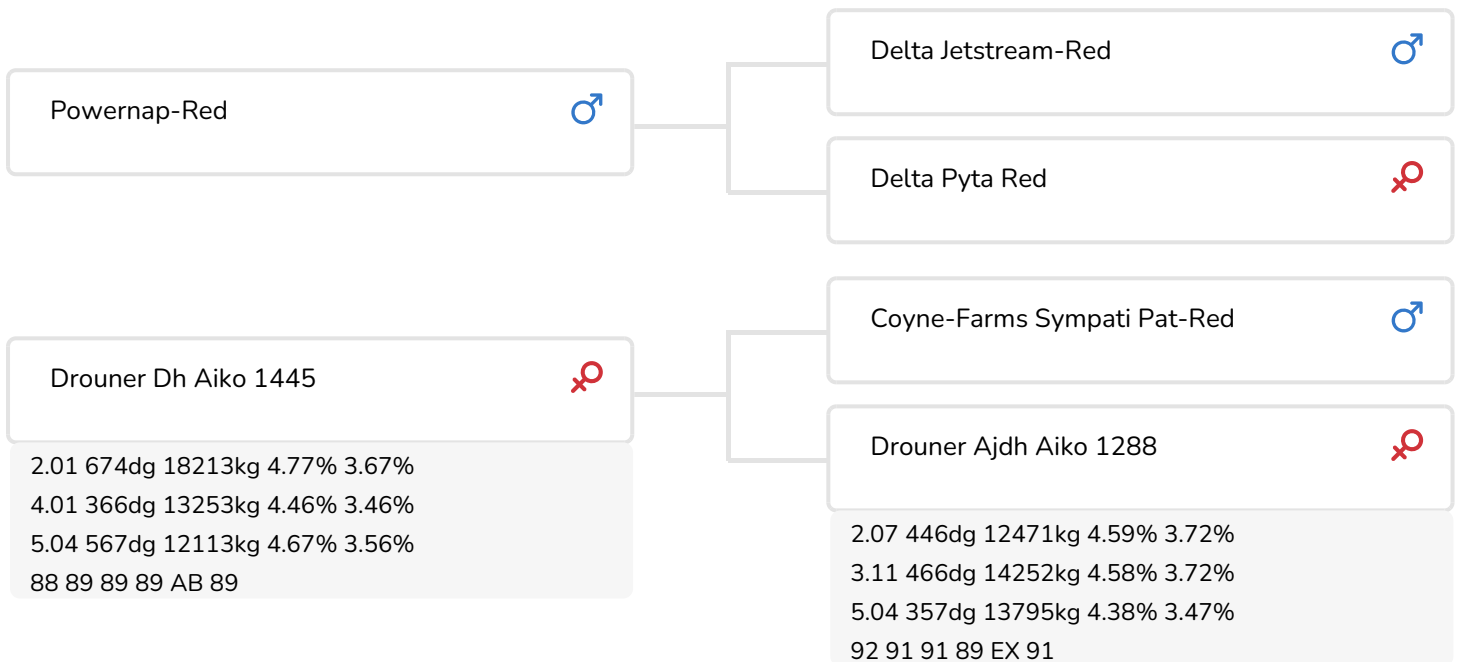 Powernap-Red
Delta Jetstream-Red
Delta Pyta Red
Drouner Dh Aiko 1445
2.01 674dg 18213kg 4.77% 3.67%
4.01 366dg 13253kg 4.46% 3.46%
5.04 567dg 12113kg 4.67% 3.56%
88 89 89 89 AB 89
Coyne-Farms Sympati Pat-Red
Drouner Ajdh Aiko 1288
2.07 446dg 12471kg 4.59% 3.72%
3.11 466dg 14252kg 4.58% 3.72%
5.04 357dg 13795kg 4.38% 3.47%
92 91 91 89 EX 91